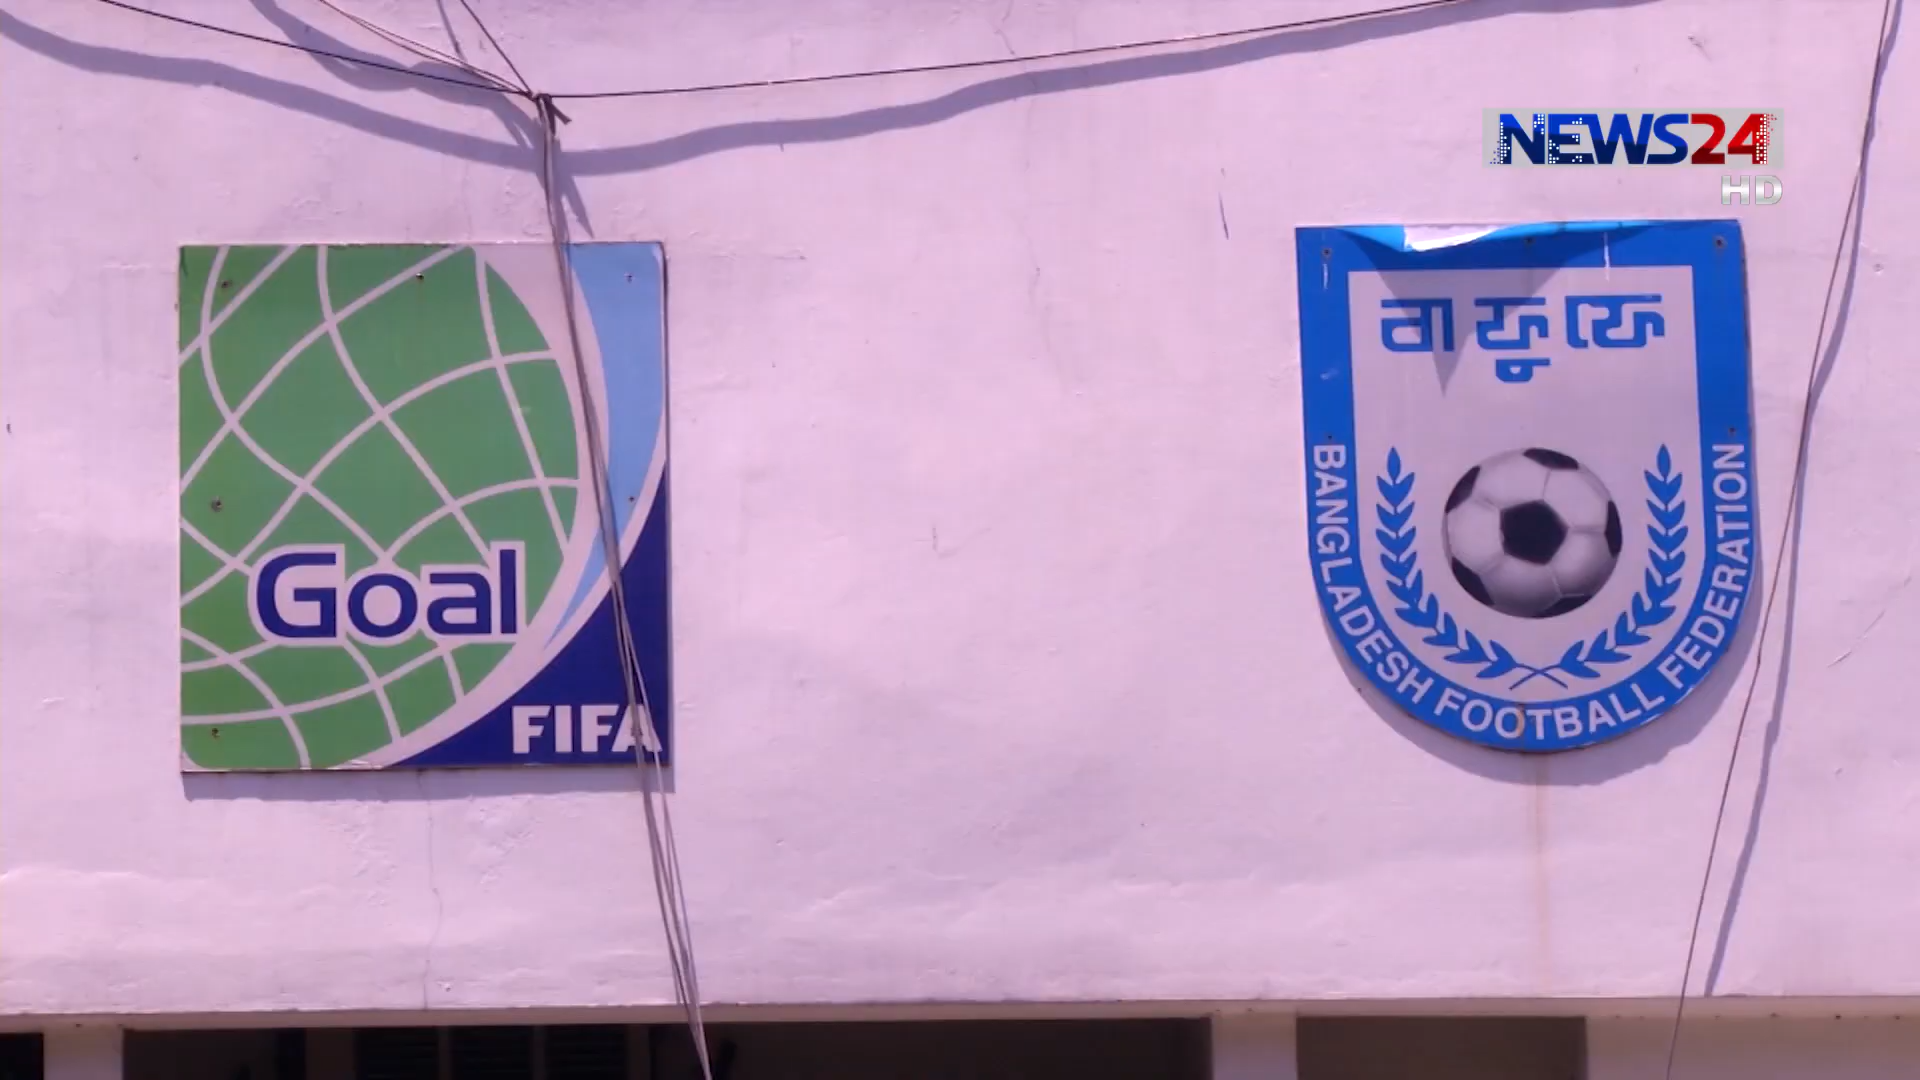 NEWS24
HD
Goal
FIFA
বাফুফে
BANGLADESH FOOTBALL FEDERATION